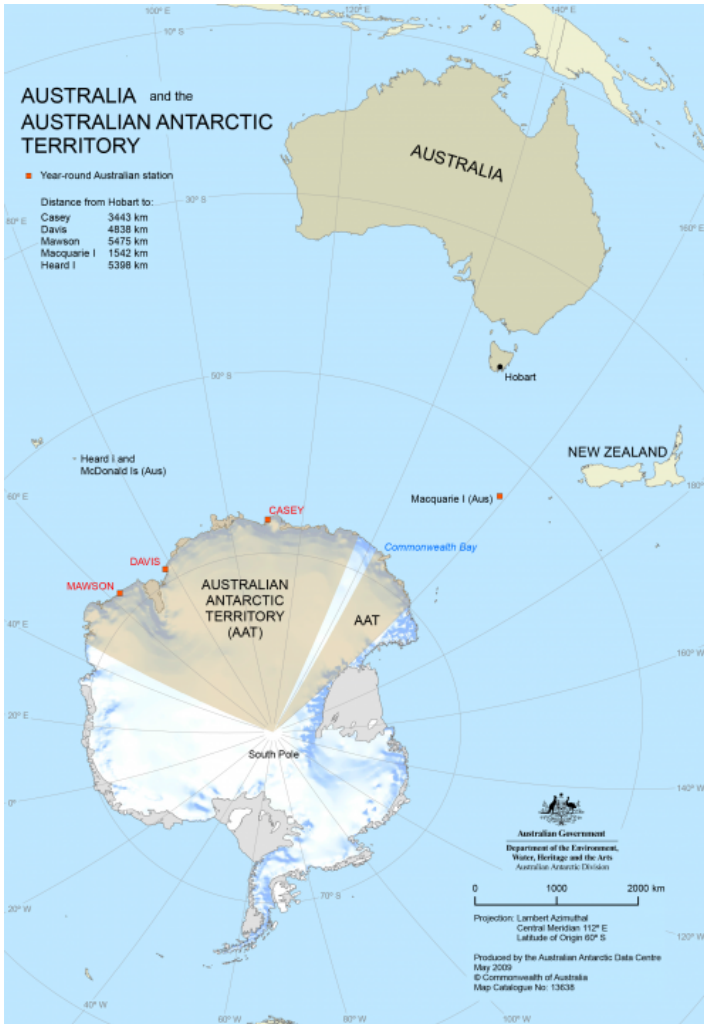 100° E
120° E
10° S
140° E
AUSTRALIA and the
AUSTRALIAN ANTARCTIC
TERRITORY
AUSTRALIA
Year-round Australian station
Distance from Hobart to:
Casey 3443 km
Davis 4838 km
Mawson 5475 km
Macquarie I 1542 km
Heard I 5398 km
30° S
80° E
160° E
50° S
Hobart
Heard I and
McDonald Is (Aus)
NEW ZEALAND
180°
60° E
Macquarie I (Aus)
CASEY
Commonwealth Bay
DAVIS
MAWSON
AUSTRALIAN
ANTARCTIC
TERRITORY
(AAT)
AAT
40° E
160° W
20° E
South Pole
0°
140° W
Australian Government
Department of the Environment,
Water, Heritage and the Arts
Australian Antarctic Division
0 1000 2000 km
70° S
20° W
Projection: Lambert Azimuthal
Central Meridian 112° E
Latitude of Origin 60° S
120° W
Produced by the Australian Antarctic Data Centre
May 2009
© Commonwealth of Australia
Map Catalogue No: 13638
40° W
60° W
80° W
100° W